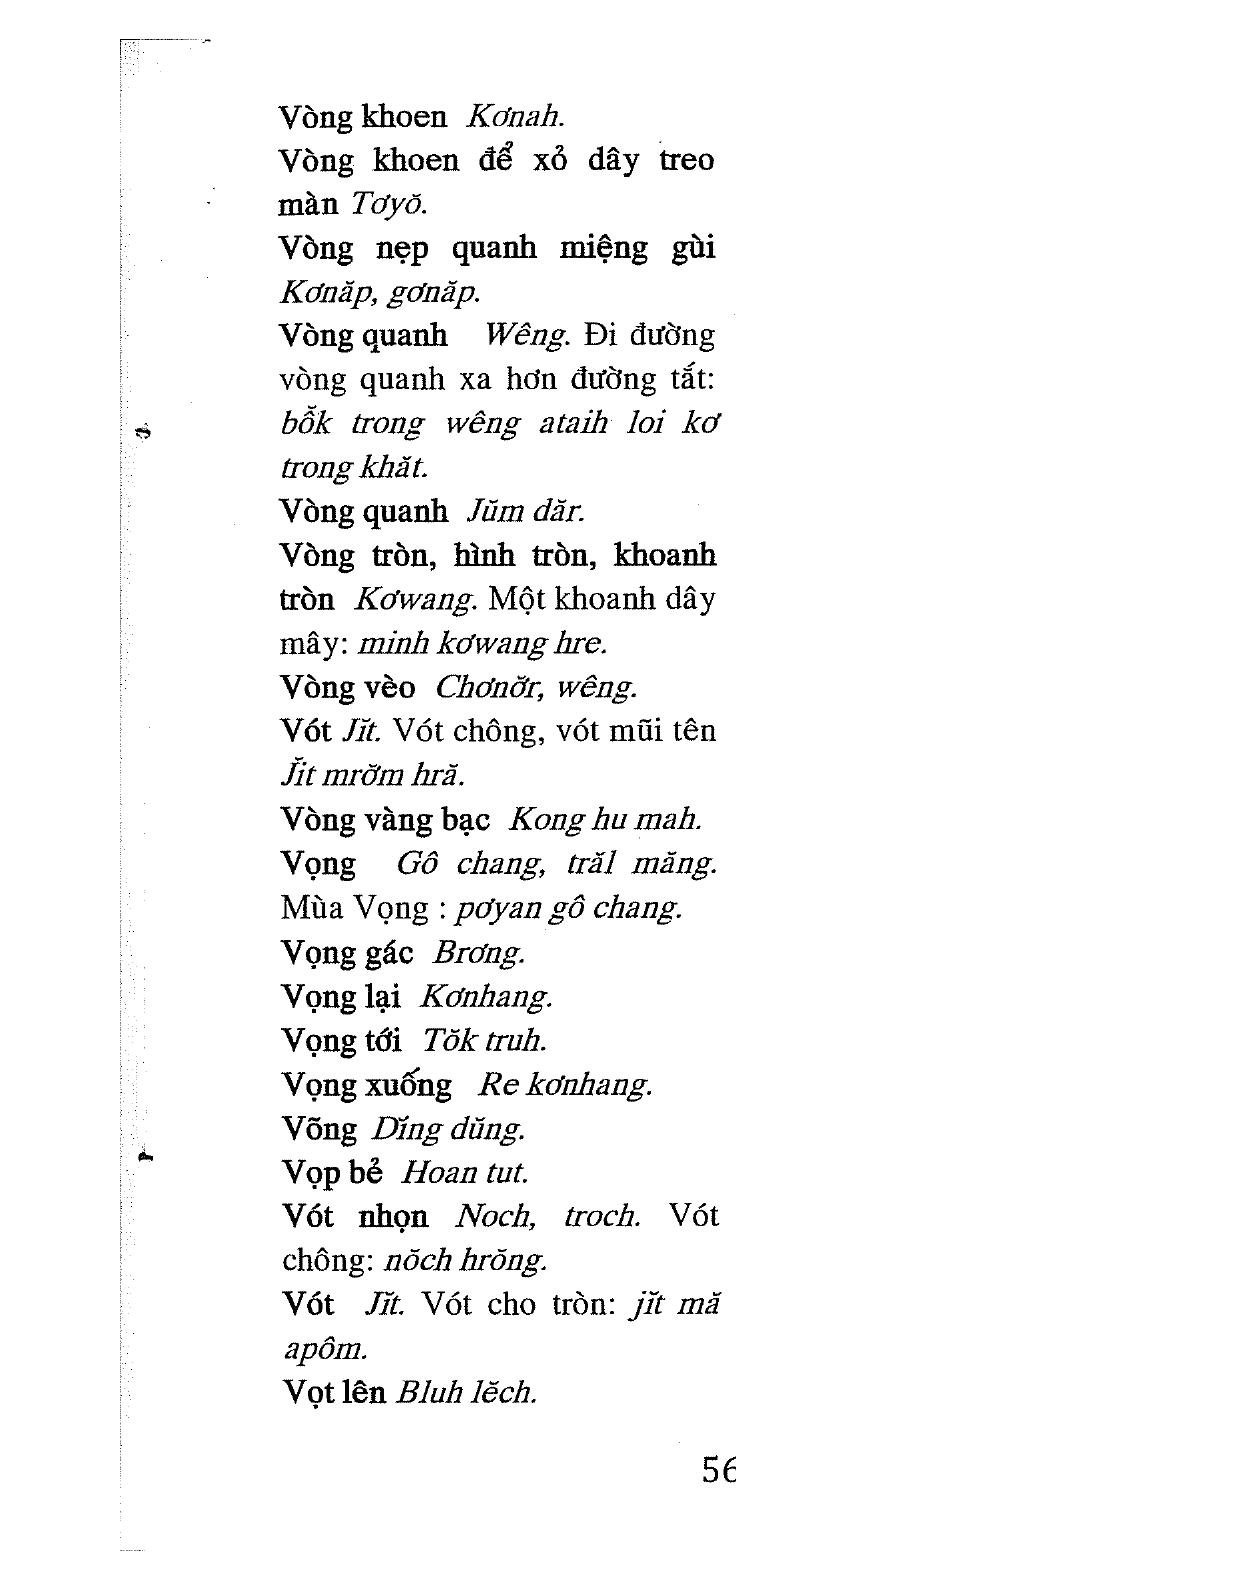 Vòng khoen Kơnah.
Vòng khoen để xỏ dây treo
màn Tơyŏ.
Vòng nẹp quanh miệng gùi
Kơnăp, gơnăp.
Vòng quanh Wêng. Đi đường
vòng quanh xa hơn đường tắt:
bô̆k trong wêng ataih loi kơ
trong khăt.
Vòng quanh Jŭm dăr.
Vòng tròn, hình tròn, khoanh
tròn Kơwang. Một khoanh dây
mây: minh kơwang hre.
Vòng vèo Chơnơ̆r, wêng.
Vót Jĭt. Vót chông, vót mũi tên
J̆it mrơ̆m hră.
Vòng vàng bạc Kong hu mah.
Vọng Gô chang, trăl măng.
Mùa Vọng : pơyan gô chang.
Vọng gác Brơng.
Vọng lại Kơnhang.
Vọng tới Tŏk truh.
Vọng xuống Re kơnhang.
Võng Dĭng dŭng.
Vọp bẻ Hoan tut.
Vót nhọn Noch, troch. Vót
chông: nŏch hrŏng.
Vót Jĭt. Vót cho tròn: jĭt mă
apôm.
Vọt lên Bluh lĕch.
56